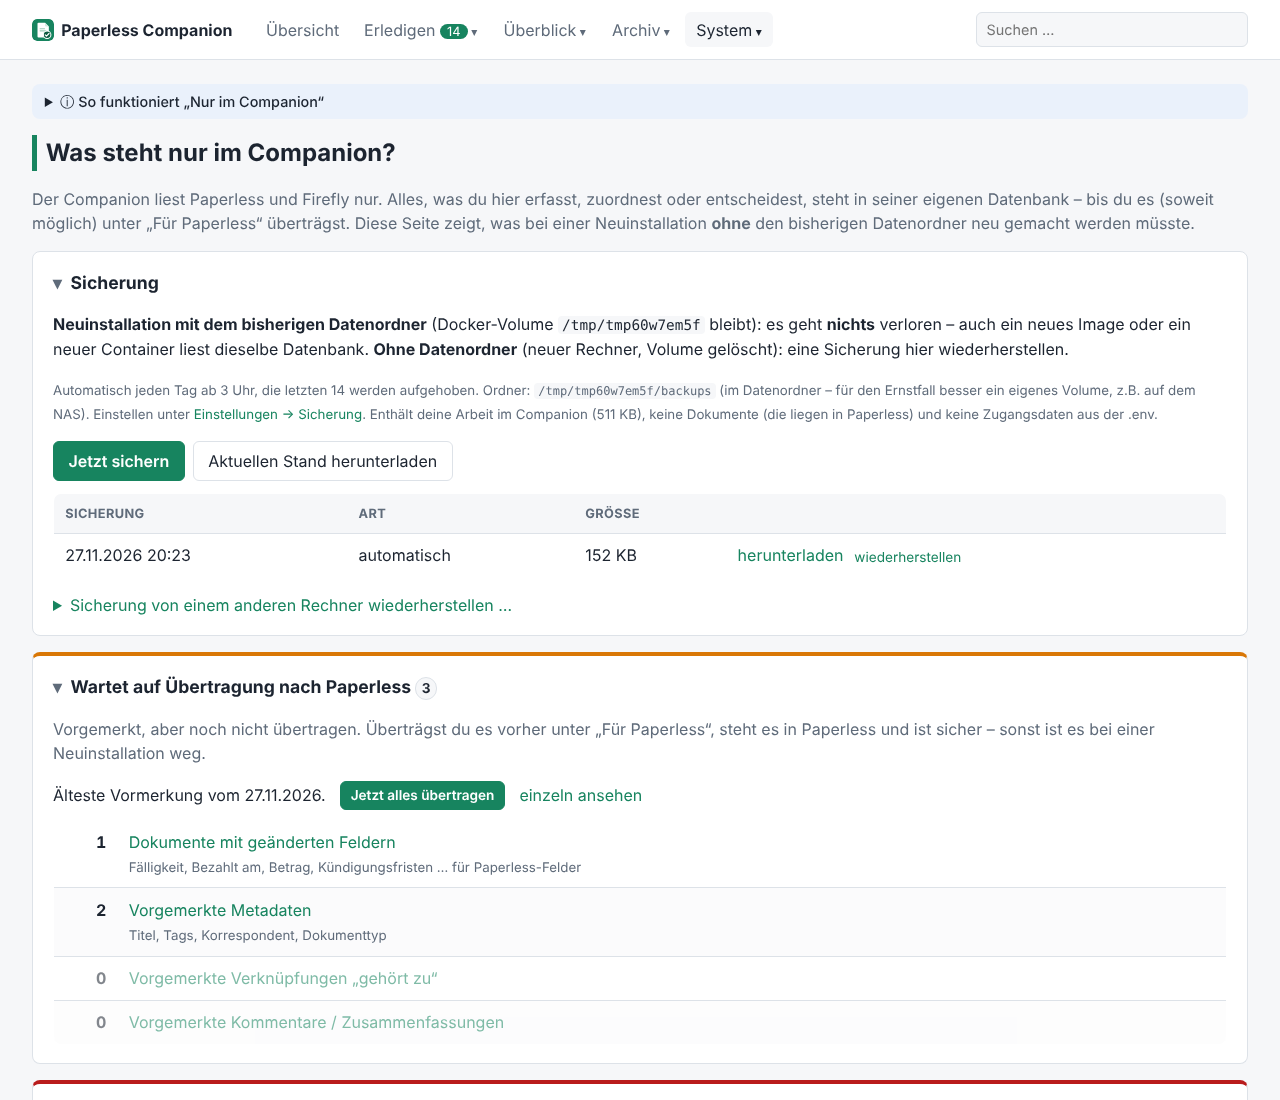 Paperless Companion Übersicht Erledigen 14 ▾ Überblick ▾ Archiv ▾ System ▾ Suchen …
▶ ⓘ So funktioniert „Nur im Companion“
Was steht nur im Companion?
Der Companion liest Paperless und Firefly nur. Alles, was du hier erfasst, zuordnest oder entscheidest, steht in seiner eigenen Datenbank – bis du es (soweit
möglich) unter „Für Paperless“ überträgst. Diese Seite zeigt, was bei einer Neuinstallation ohne den bisherigen Datenordner neu gemacht werden müsste.
▼ Sicherung
Neuinstallation mit dem bisherigen Datenordner (Docker-Volume /tmp/tmp60w7em5f bleibt): es geht nichts verloren – auch ein neues Image oder ein
neuer Container liest dieselbe Datenbank. Ohne Datenordner (neuer Rechner, Volume gelöscht): eine Sicherung hier wiederherstellen.
Automatisch jeden Tag ab 3 Uhr, die letzten 14 werden aufgehoben. Ordner: /tmp/tmp60w7em5f/backups (im Datenordner – für den Ernstfall besser ein eigenes Volume, z.B. auf dem
NAS). Einstellen unter Einstellungen → Sicherung. Enthält deine Arbeit im Companion (511 KB), keine Dokumente (die liegen in Paperless) und keine Zugangsdaten aus der .env.
Jetzt sichern Aktuellen Stand herunterladen
SICHERUNG ART GRÖSSE
27.11.2026 20:23 automatisch 152 KB herunterladen wiederherstellen
▶ Sicherung von einem anderen Rechner wiederherstellen …
▼ Wartet auf Übertragung nach Paperless 3
Vorgemerkt, aber noch nicht übertragen. Überträgst du es vorher unter „Für Paperless“, steht es in Paperless und ist sicher – sonst ist es bei einer
Neuinstallation weg.
Älteste Vormerkung vom 27.11.2026. Jetzt alles übertragen einzeln ansehen
1 Dokumente mit geänderten Feldern
Fälligkeit, Bezahlt am, Betrag, Kündigungsfristen … für Paperless-Felder
2 Vorgemerkte Metadaten
Titel, Tags, Korrespondent, Dokumenttyp
0 Vorgemerkte Verknüpfungen „gehört zu“
0 Vorgemerkte Kommentare / Zusammenfassungen